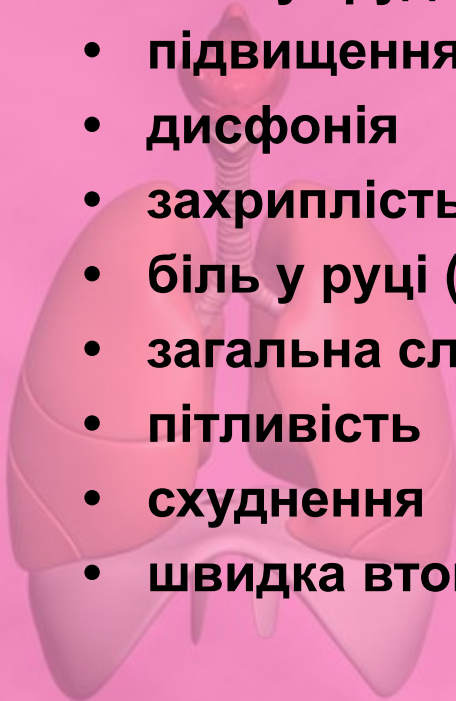 • підвищення
• дисфонія
• захриплість
• біль у руці (
• загальна сл
• пітливість
• схуднення
• швидка вто